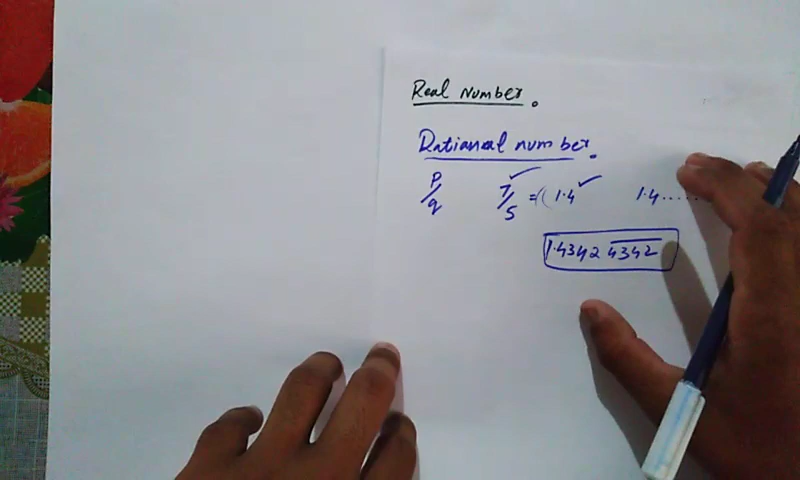 Real Number.
Rational number.
p/q 7/5 = (( 1.4 1.4.....
1.4342 4342